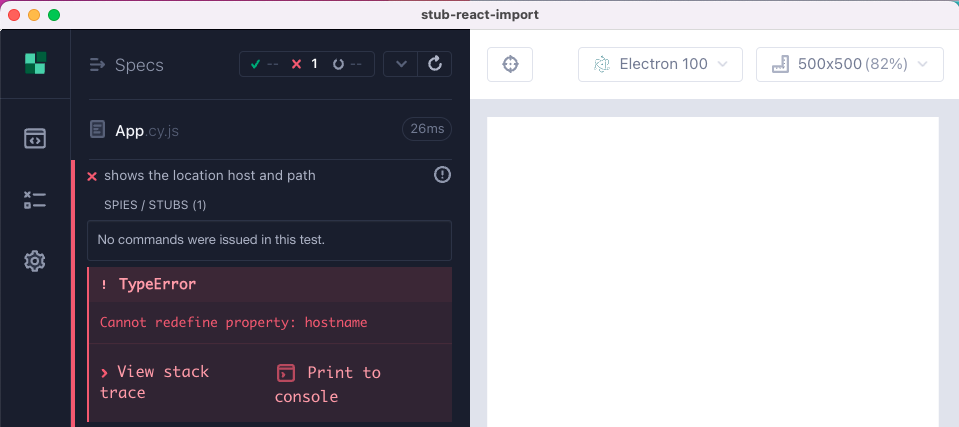 stub-react-import
Specs
-- 1 --
Electron 100
500x500 (82%)
App.cy.js
26ms
shows the location host and path
SPIES / STUBS (1)
No commands were issued in this test.
! TypeError
Cannot redefine property: hostname
View stack
trace
Print to
console